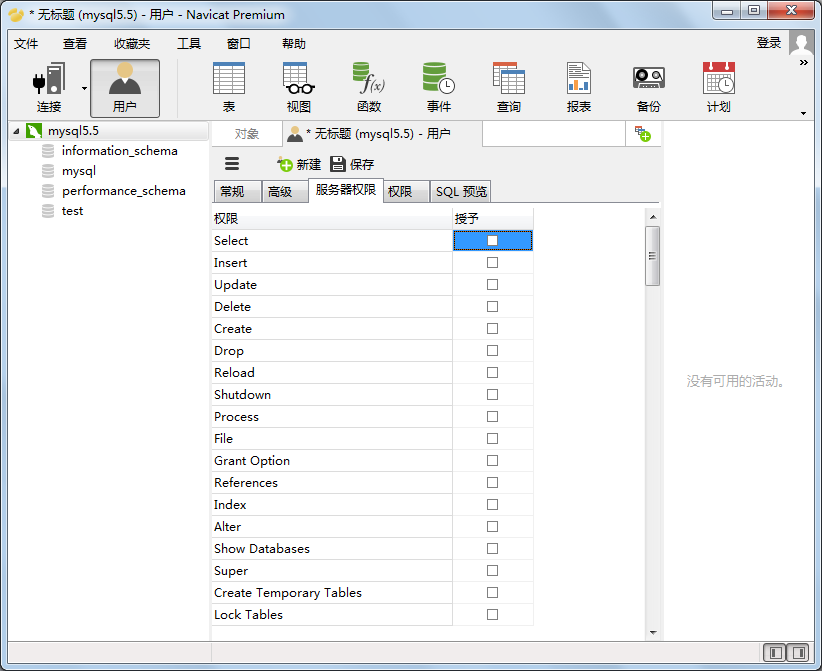 * 无标题 (mysql5.5) - 用户 - Navicat Premium
文件 查看 收藏夹 工具 窗口 帮助 登录
连接 用户 表 视图 函数 事件 查询 报表 备份 计划
mysql5.5
information_schema
mysql
performance_schema
test
对象 * 无标题 (mysql5.5) - 用户
新建 保存
常规 高级 服务器权限 权限 SQL 预览
权限 授予
Select
Insert
Update
Delete
Create
Drop
Reload
Shutdown
Process
File
Grant Option
References
Index
Alter
Show Databases
Super
Create Temporary Tables
Lock Tables
没有可用的活动。